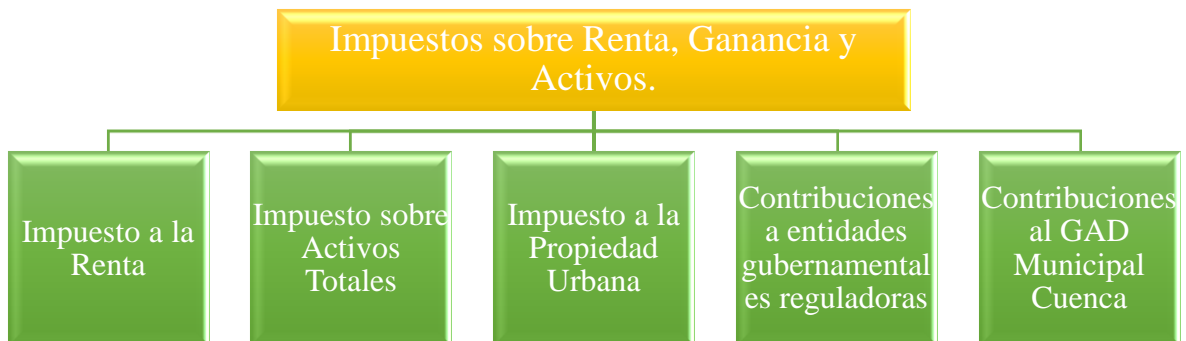 Impuestos sobre Renta, Ganancia y
Activos.
Impuesto a la
Renta
Impuesto sobre
Activos
Totales
Impuesto a la
Propiedad
Urbana
Contribuciones
a entidades
gubernamental
es reguladoras
Contribuciones
al GAD
Municipal
Cuenca